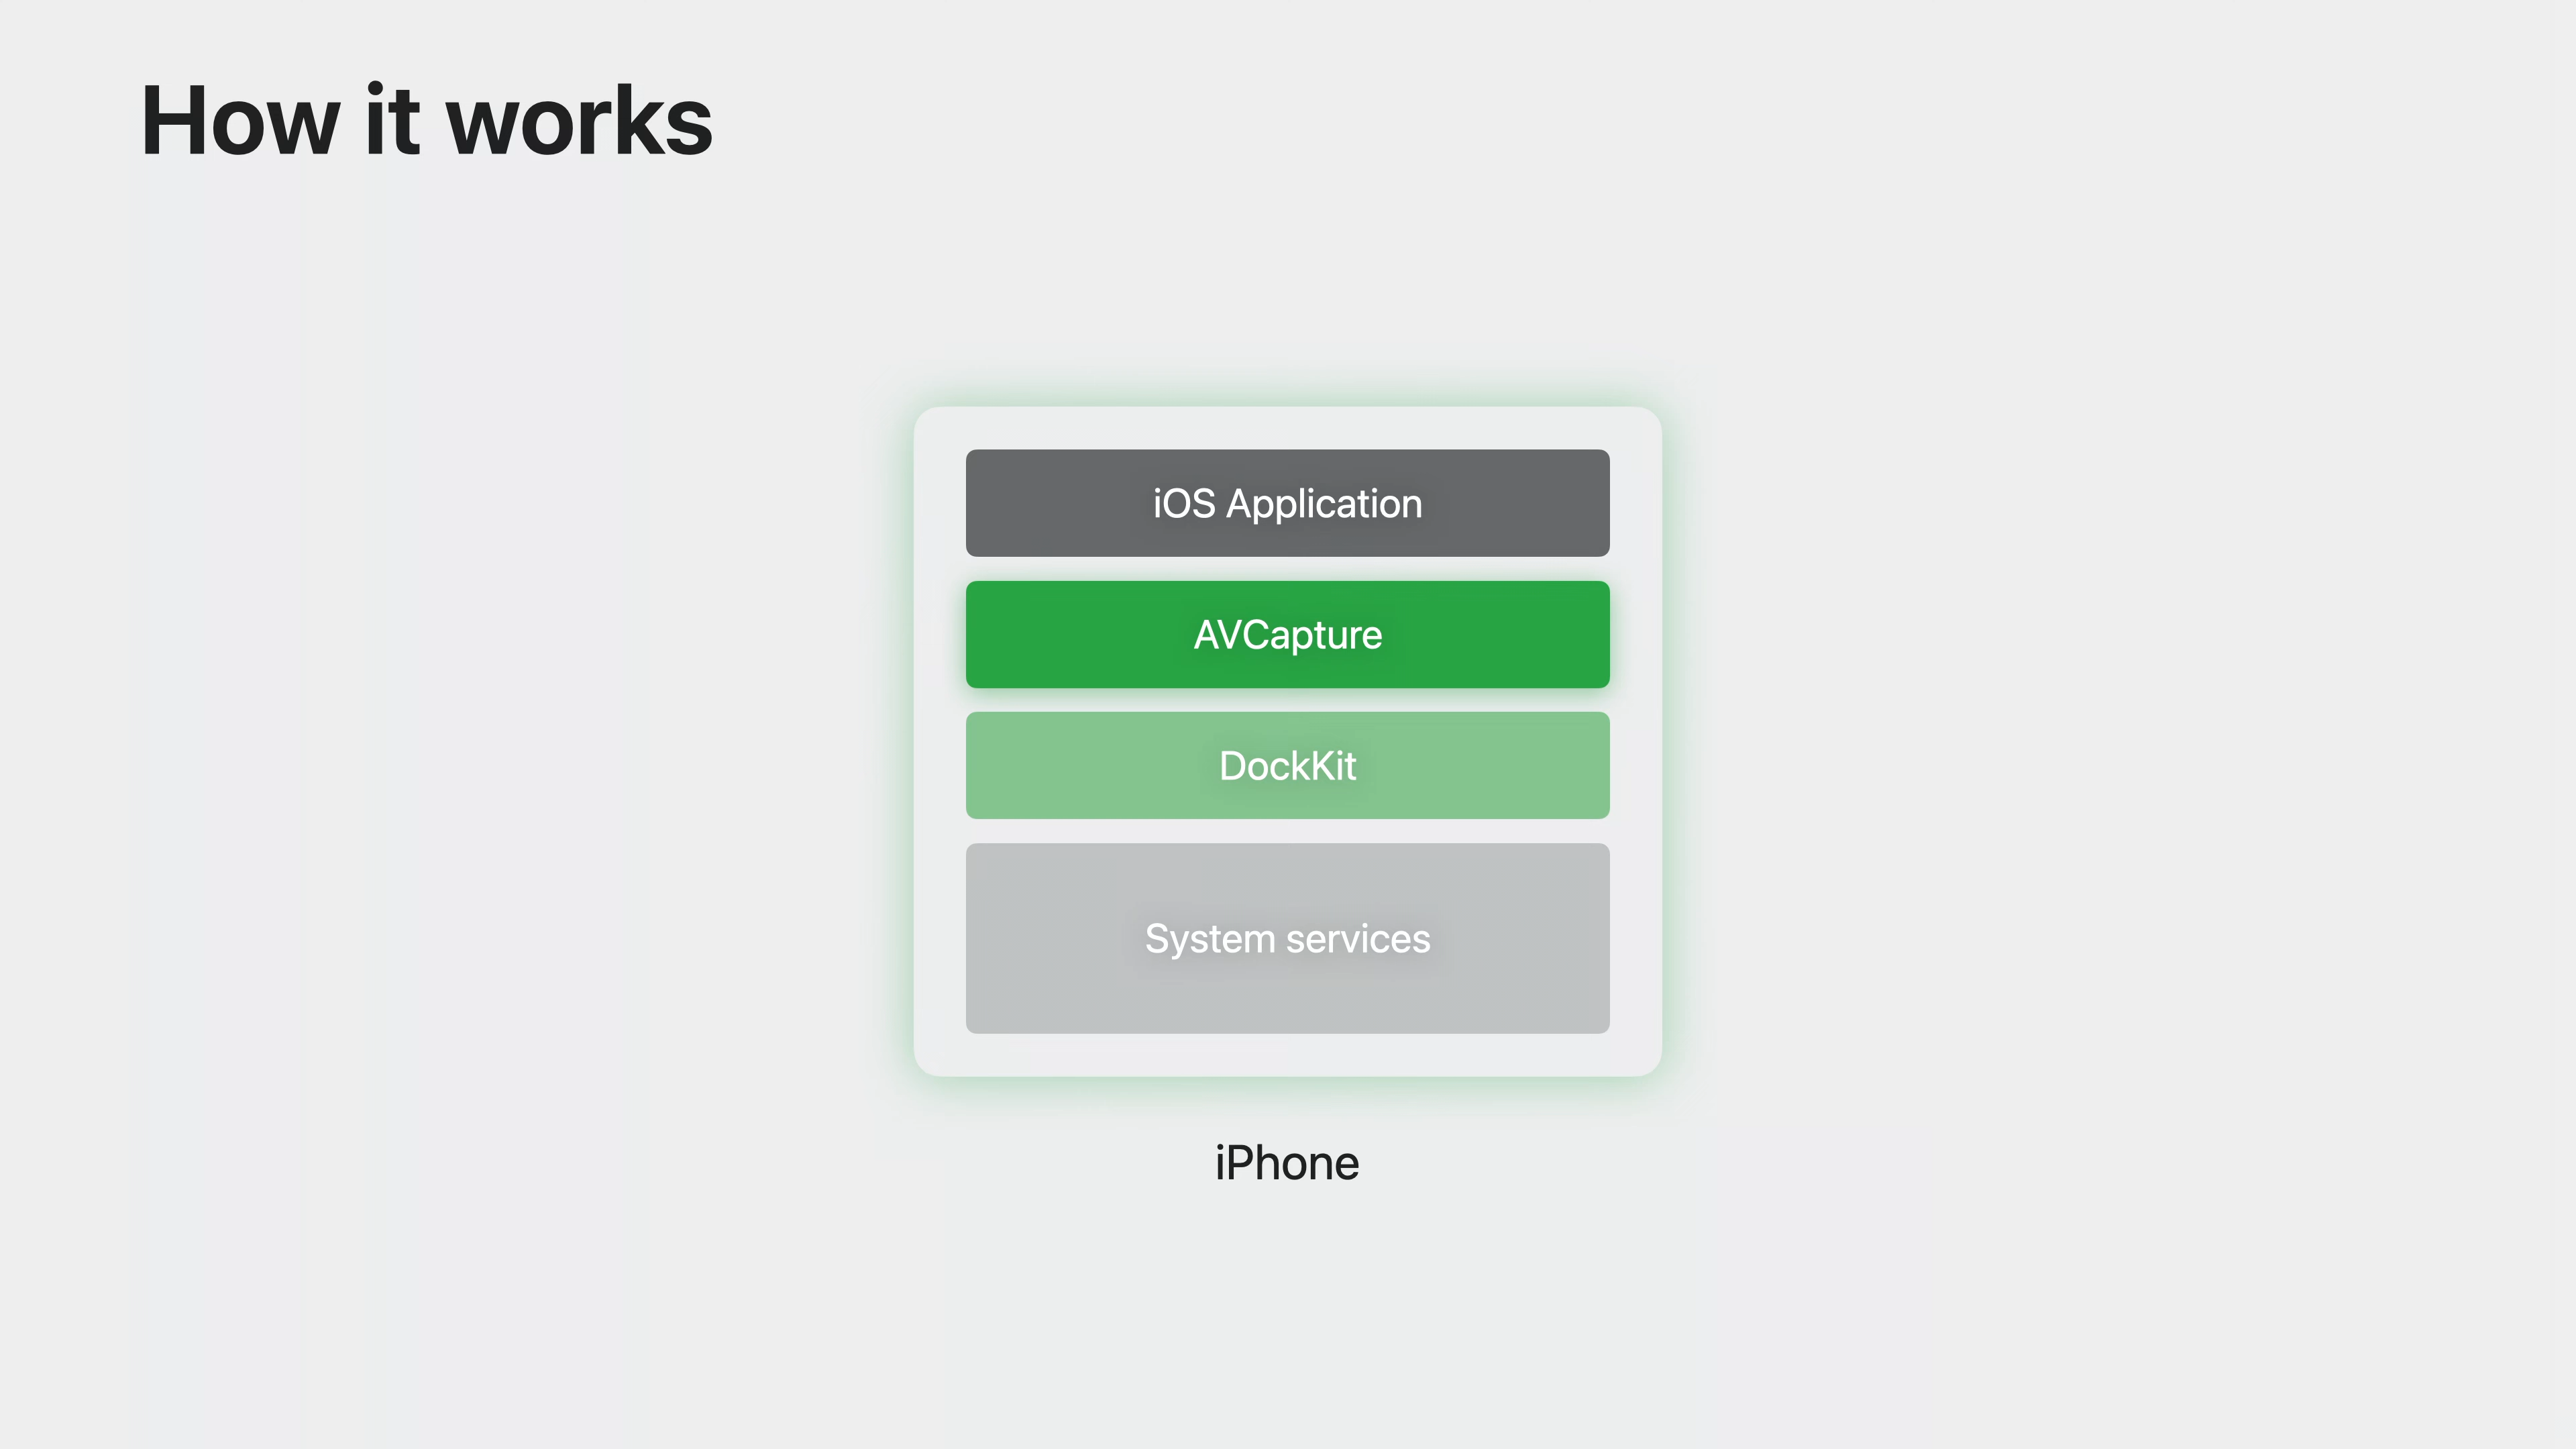 How it works
iOS Application
AVCapture
DockKit
System services
iPhone